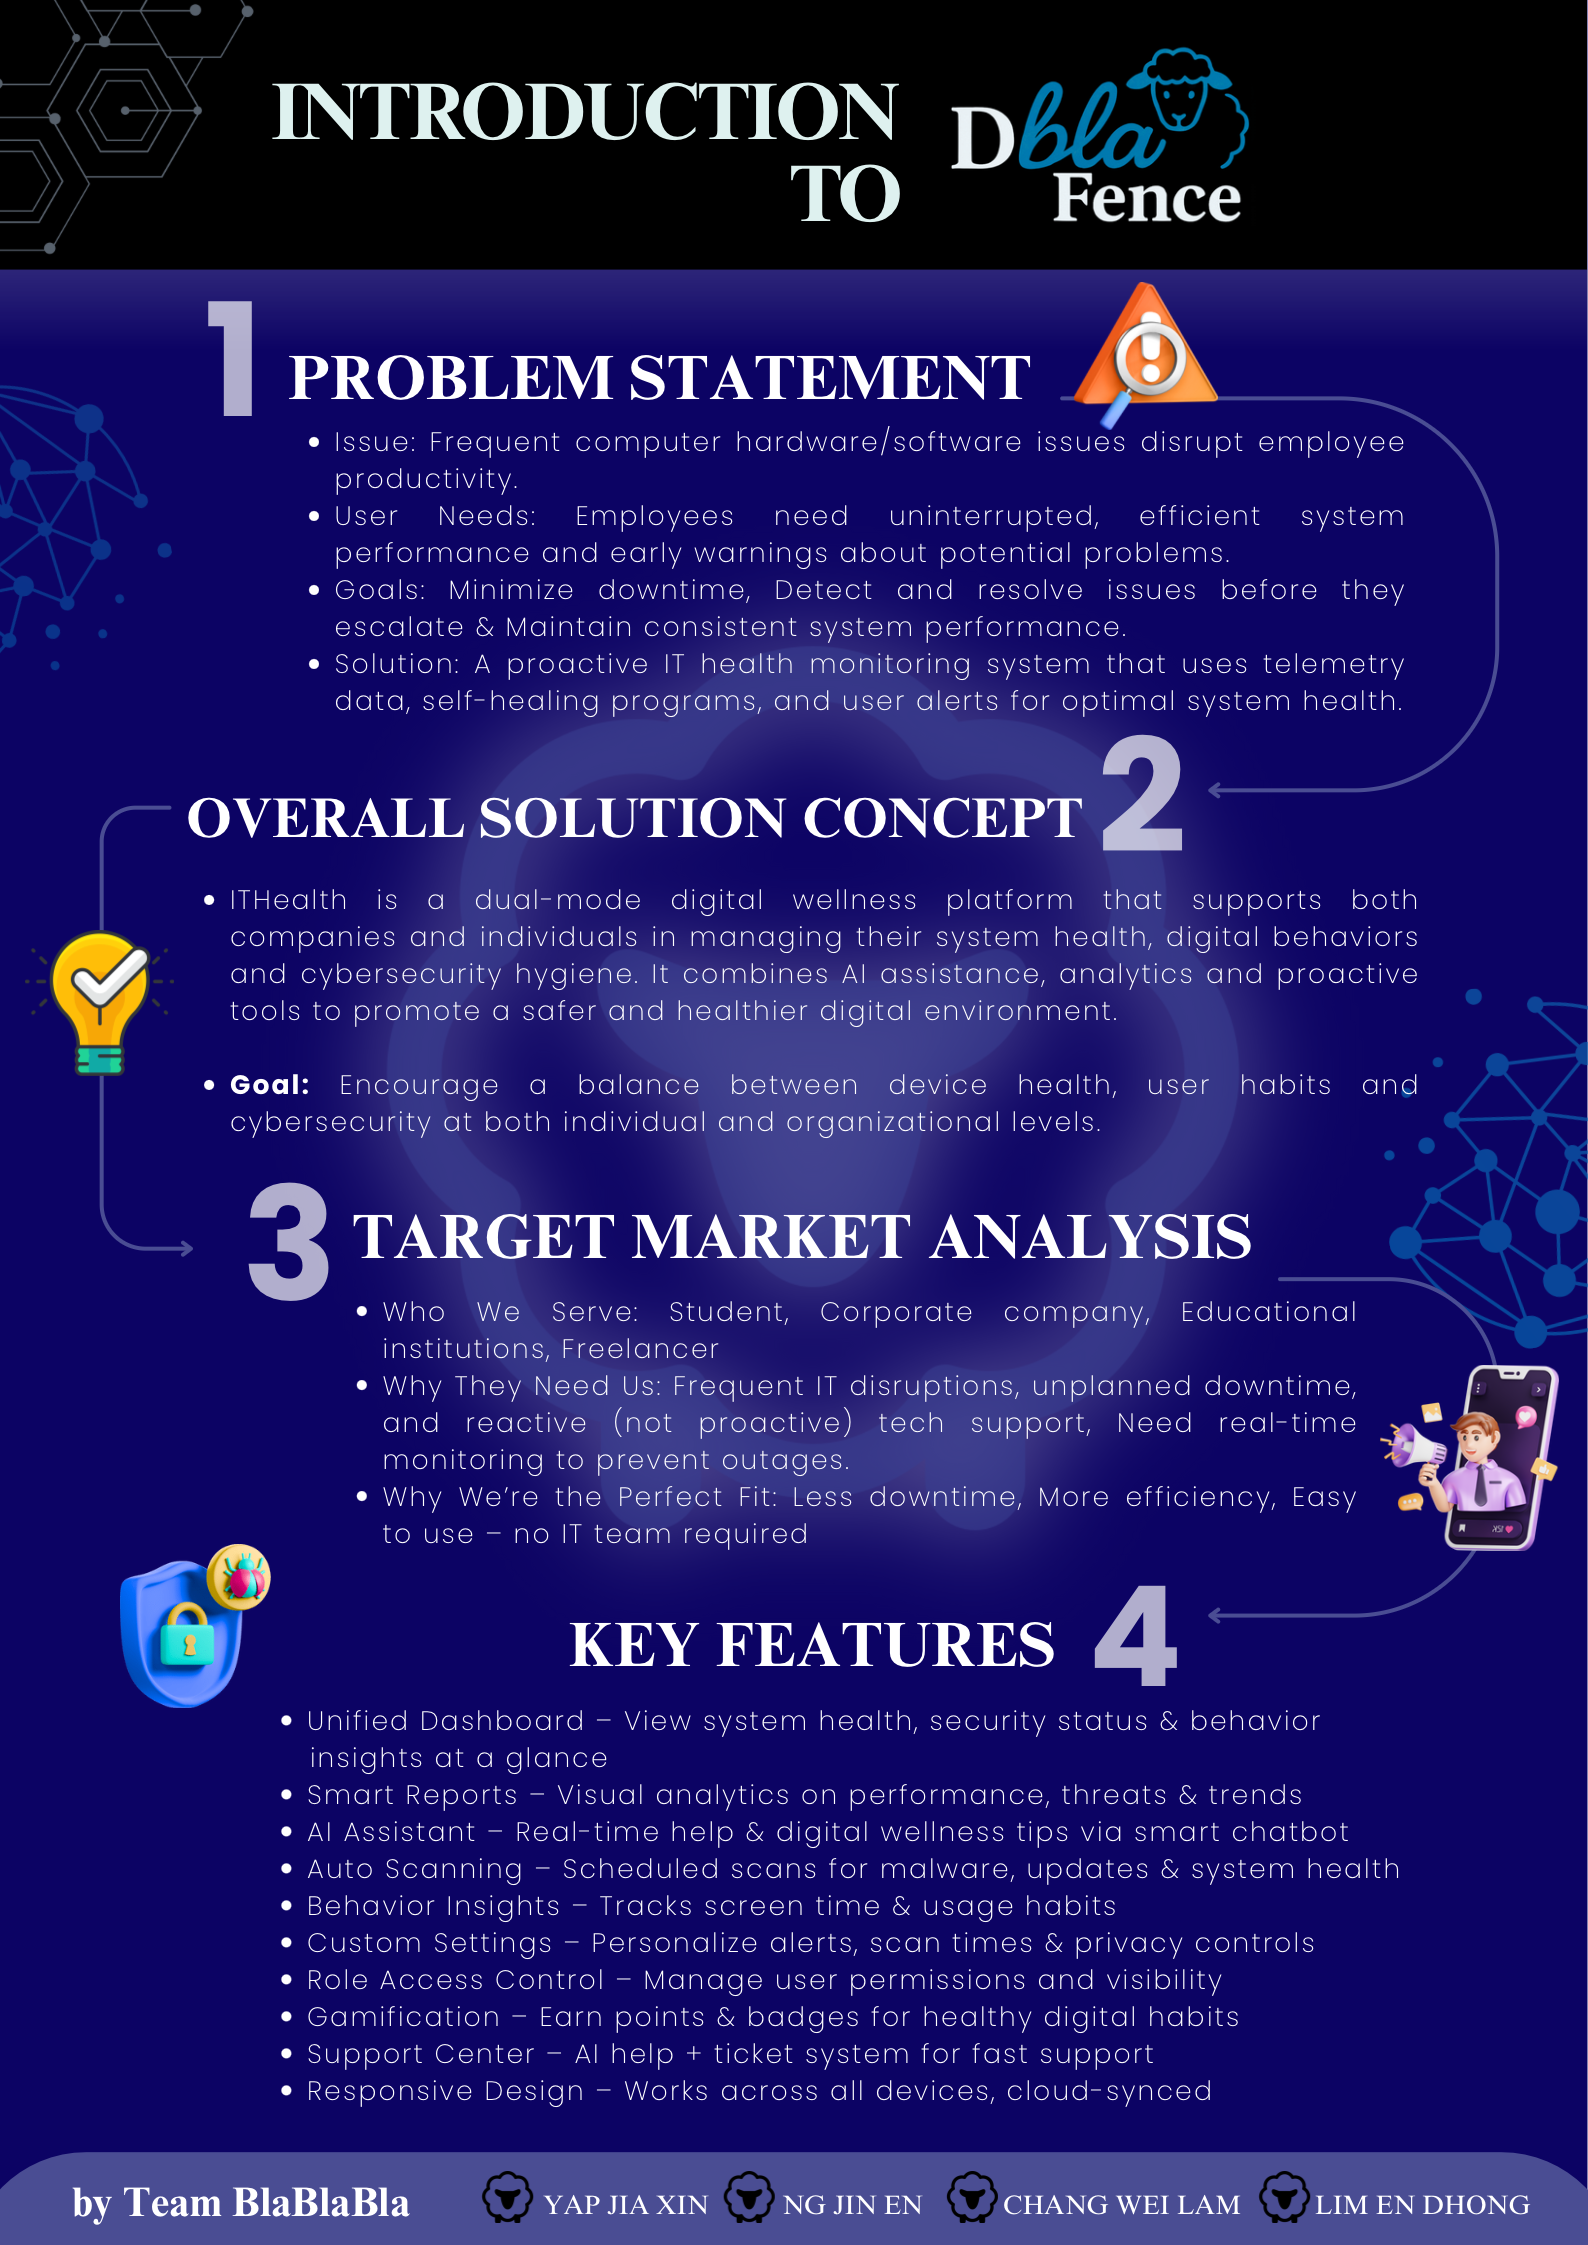 INTRODUCTION
TO
Dbla
Fence
1
PROBLEM STATEMENT
• Issue: Frequent computer hardware/software issues disrupt employee
productivity.
• User Needs: Employees need uninterrupted, efficient system
performance and early warnings about potential problems.
• Goals: Minimize downtime, Detect and resolve issues before they
escalate & Maintain consistent system performance.
• Solution: A proactive IT health monitoring system that uses telemetry
data, self-healing programs, and user alerts for optimal system health.
OVERALL SOLUTION CONCEPT 2
• ITHealth is a dual-mode digital wellness platform that supports both
companies and individuals in managing their system health, digital behaviors
and cybersecurity hygiene. It combines AI assistance, analytics and proactive
tools to promote a safer and healthier digital environment.
• Goal: Encourage a balance between device health, user habits and
cybersecurity at both individual and organizational levels.
3 TARGET MARKET ANALYSIS
• Who We Serve: Student, Corporate company, Educational
institutions, Freelancer
• Why They Need Us: Frequent IT disruptions, unplanned downtime,
and reactive (not proactive) tech support, Need real-time
monitoring to prevent outages.
• Why We’re the Perfect Fit: Less downtime, More efficiency, Easy
to use – no IT team required
KEY FEATURES 4
• Unified Dashboard – View system health, security status & behavior
insights at a glance
• Smart Reports – Visual analytics on performance, threats & trends
• AI Assistant – Real-time help & digital wellness tips via smart chatbot
• Auto Scanning – Scheduled scans for malware, updates & system health
• Behavior Insights – Tracks screen time & usage habits
• Custom Settings – Personalize alerts, scan times & privacy controls
• Role Access Control – Manage user permissions and visibility
• Gamification – Earn points & badges for healthy digital habits
• Support Center – AI help + ticket system for fast support
• Responsive Design – Works across all devices, cloud-synced
by Team BlaBlaBla YAP JIA XIN NG JIN EN CHANG WEI LAM LIM EN DHONG